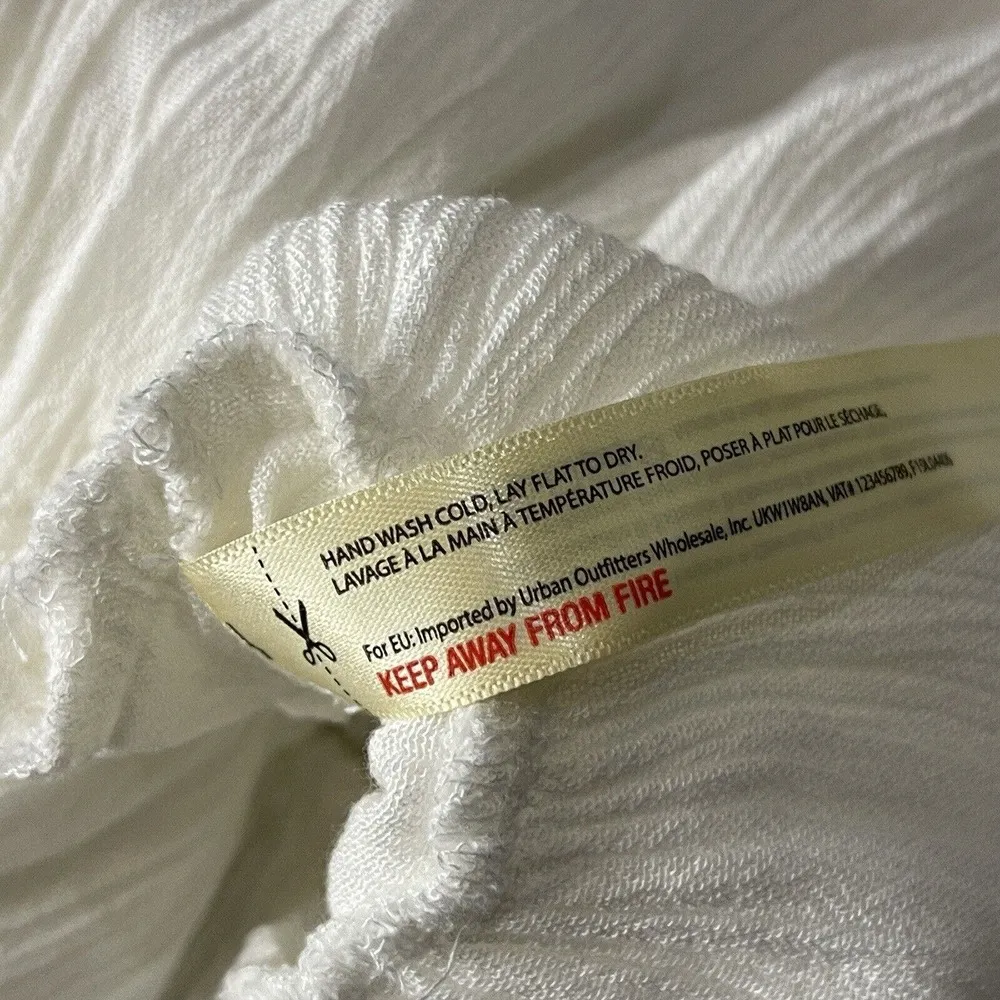 HAND WASH COLD, LAY FLAT TO DRY.
LAVAGE À LA MAIN À TEMPÉRATURE FROID, POSER À PLAT POUR LE SÉCHAGE,
For EU: Imported by Urban Outfitters Wholesale, Inc. UKW1W8AN, VAT# 123456789,
KEEP AWAY FROM FIRE